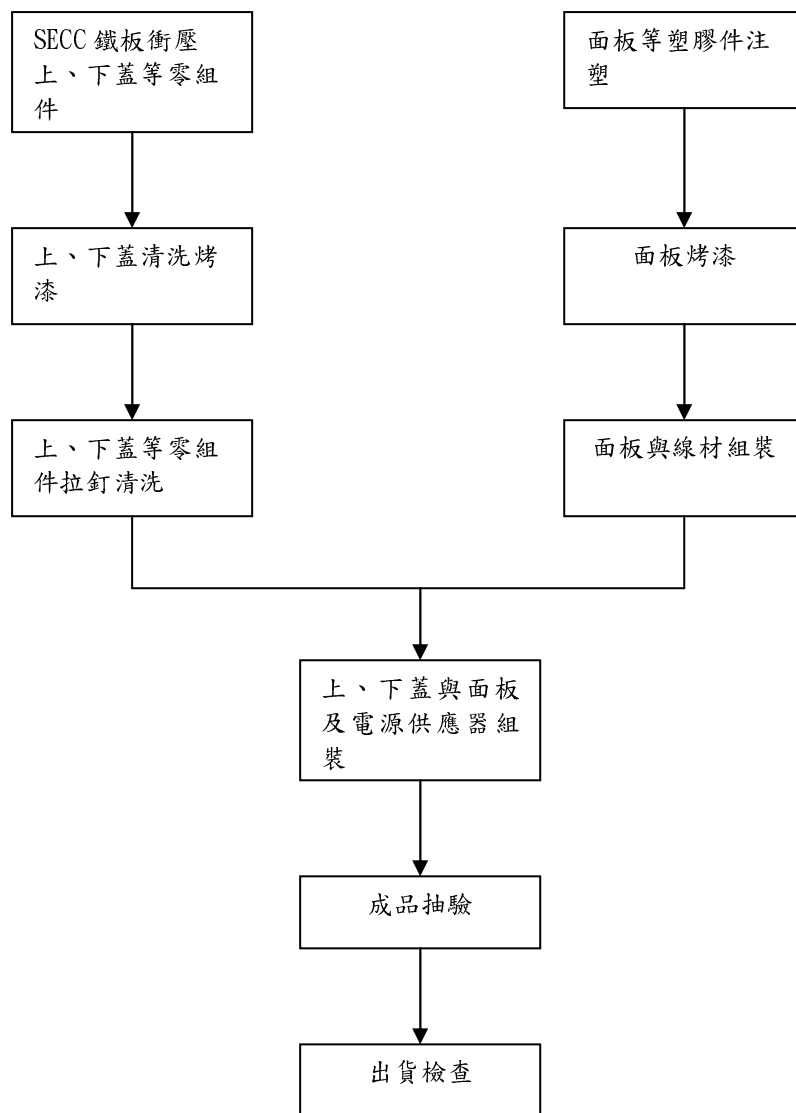 SECC 鐵板衝壓
上、下蓋等零組
件
面板等塑膠件注
塑
上、下蓋清洗烤
漆
面板烤漆
上、下蓋等零組
件拉釘清洗
面板與線材組裝
上、下蓋與面板
及電源供應器組
裝
成品抽驗
出貨檢查